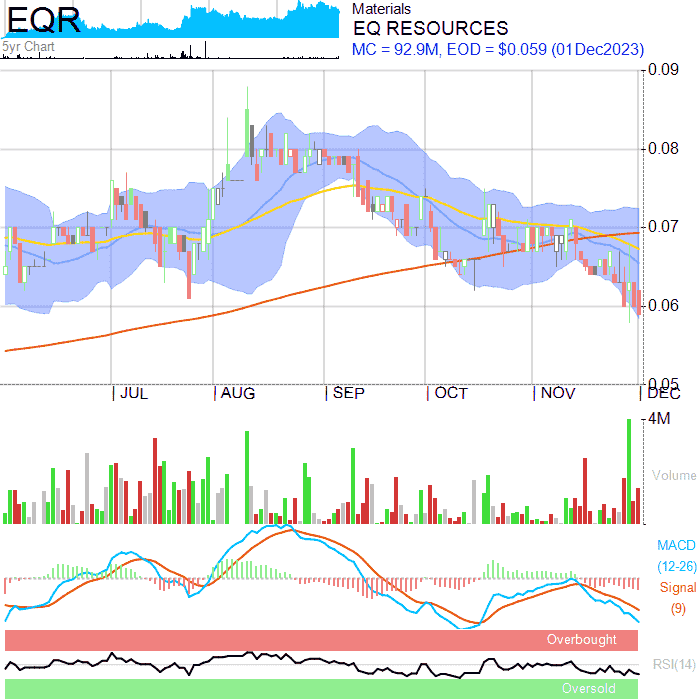 EQR
5yr Chart
Materials
EQ RESOURCES
MC = 92.9M, EOD = $0.059 (01Dec2023)
0.09
0.08
0.07
0.06
0.05
| JUL | AUG | SEP | OCT | NOV | DEC
4M
Volume
MACD
(12-26)
Signal
(9)
Overbought
RSI(14)
Oversold